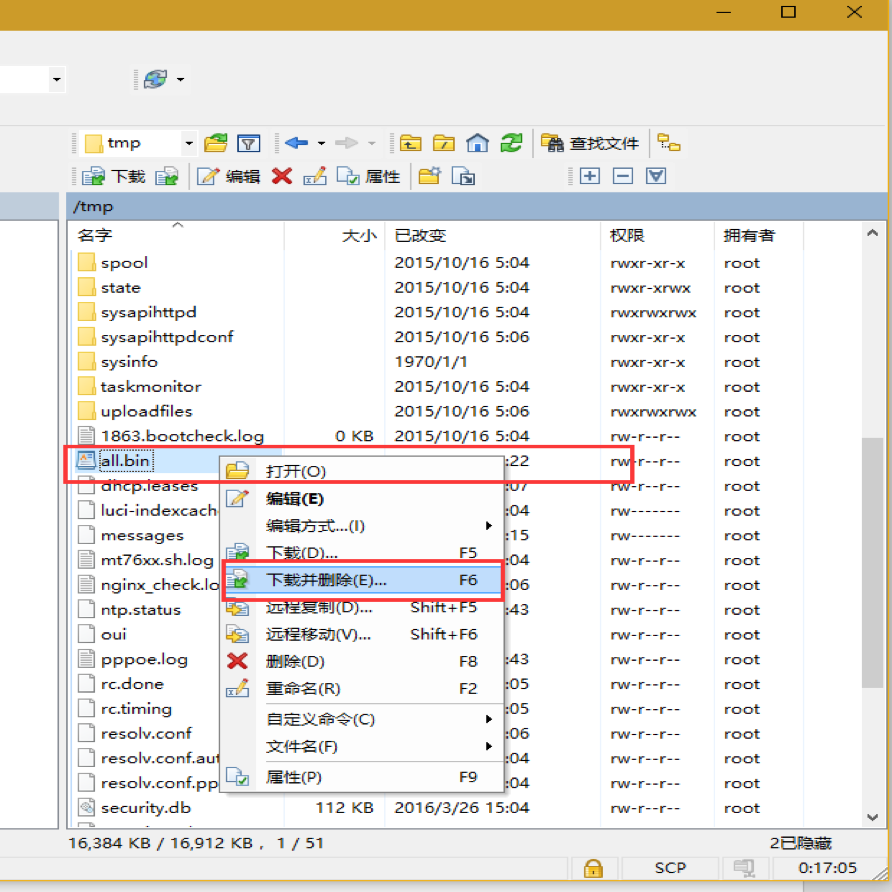 tmp
查找文件
下载 编辑 属性
/tmp
名字 大小 已改变 权限 拥有者
spool 2015/10/16 5:04 rwxr-xr-x root
state 2015/10/16 5:04 rwxr-xrwx root
sysapihttpd 2015/10/16 5:04 rwxrwxrwx root
sysapihttpdconf 2015/10/16 5:06 rwxr-xr-x root
sysinfo 1970/1/1 rwxr-xr-x root
taskmonitor 2015/10/16 5:04 rwxr-xr-x root
uploadfiles 2015/10/16 5:06 rwxrwxrwx root
1863.bootcheck.log 0 KB 2015/10/16 5:04 rw-r--r-- root
all.bin :22 rw-r--r-- root
打开(O)
dhcp.leases :07 rw-r--r-- root
编辑(E)
luci-indexcach :04 rw------- root
编辑方式...(I)
messages :15 rw------- root
下载(D)... F5
mt76xx.sh.log :04 rw-r--r-- root
下载并删除(E)... F6
nginx_check.lo :06 rw-r--r-- root
远程复制(D)... Shift+F5
ntp.status :43 rw-r--r-- root
远程移动(V)... Shift+F6
oui rw-r--r-- root
删除(D) F8
pppoe.log :43 rw-r--r-- root
重命名(R) F2
rc.done :05 rw-r--r-- root
rc.timing :05 rw-r--r-- root
自定义命令(C)
resolv.conf :06 rw-r--r-- root
文件名(F)
resolv.conf.aut :04 rw-r--r-- root
属性(P) F9
resolv.conf.pp :04 rw-r--r-- root
security.db 112 KB 2016/3/26 15:04 rw-r--r-- root
16,384 KB / 16,912 KB , 1 / 51 2已隐藏
SCP 0:17:05